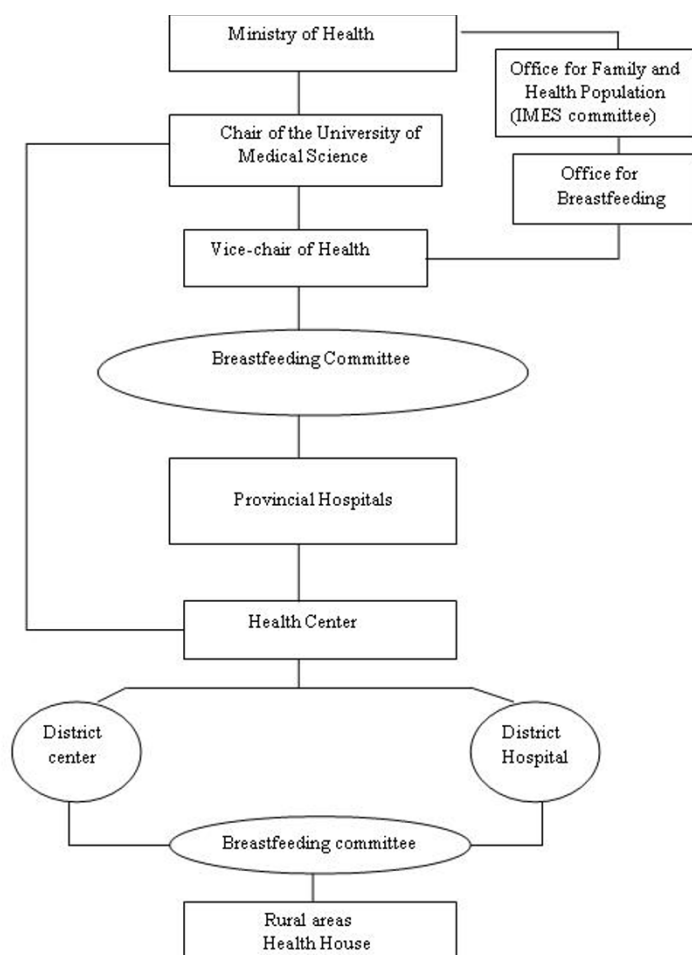 Ministry of Health
Office for Family and
Health Population
(IMES committee)
Chair of the University of
Medical Science
Office for
Breastfeeding
Vice-chair of Health
Breastfeeding Committee
Provincial Hospitals
Health Center
District
center
District
Hospital
Breastfeeding committee
Rural areas
Health House